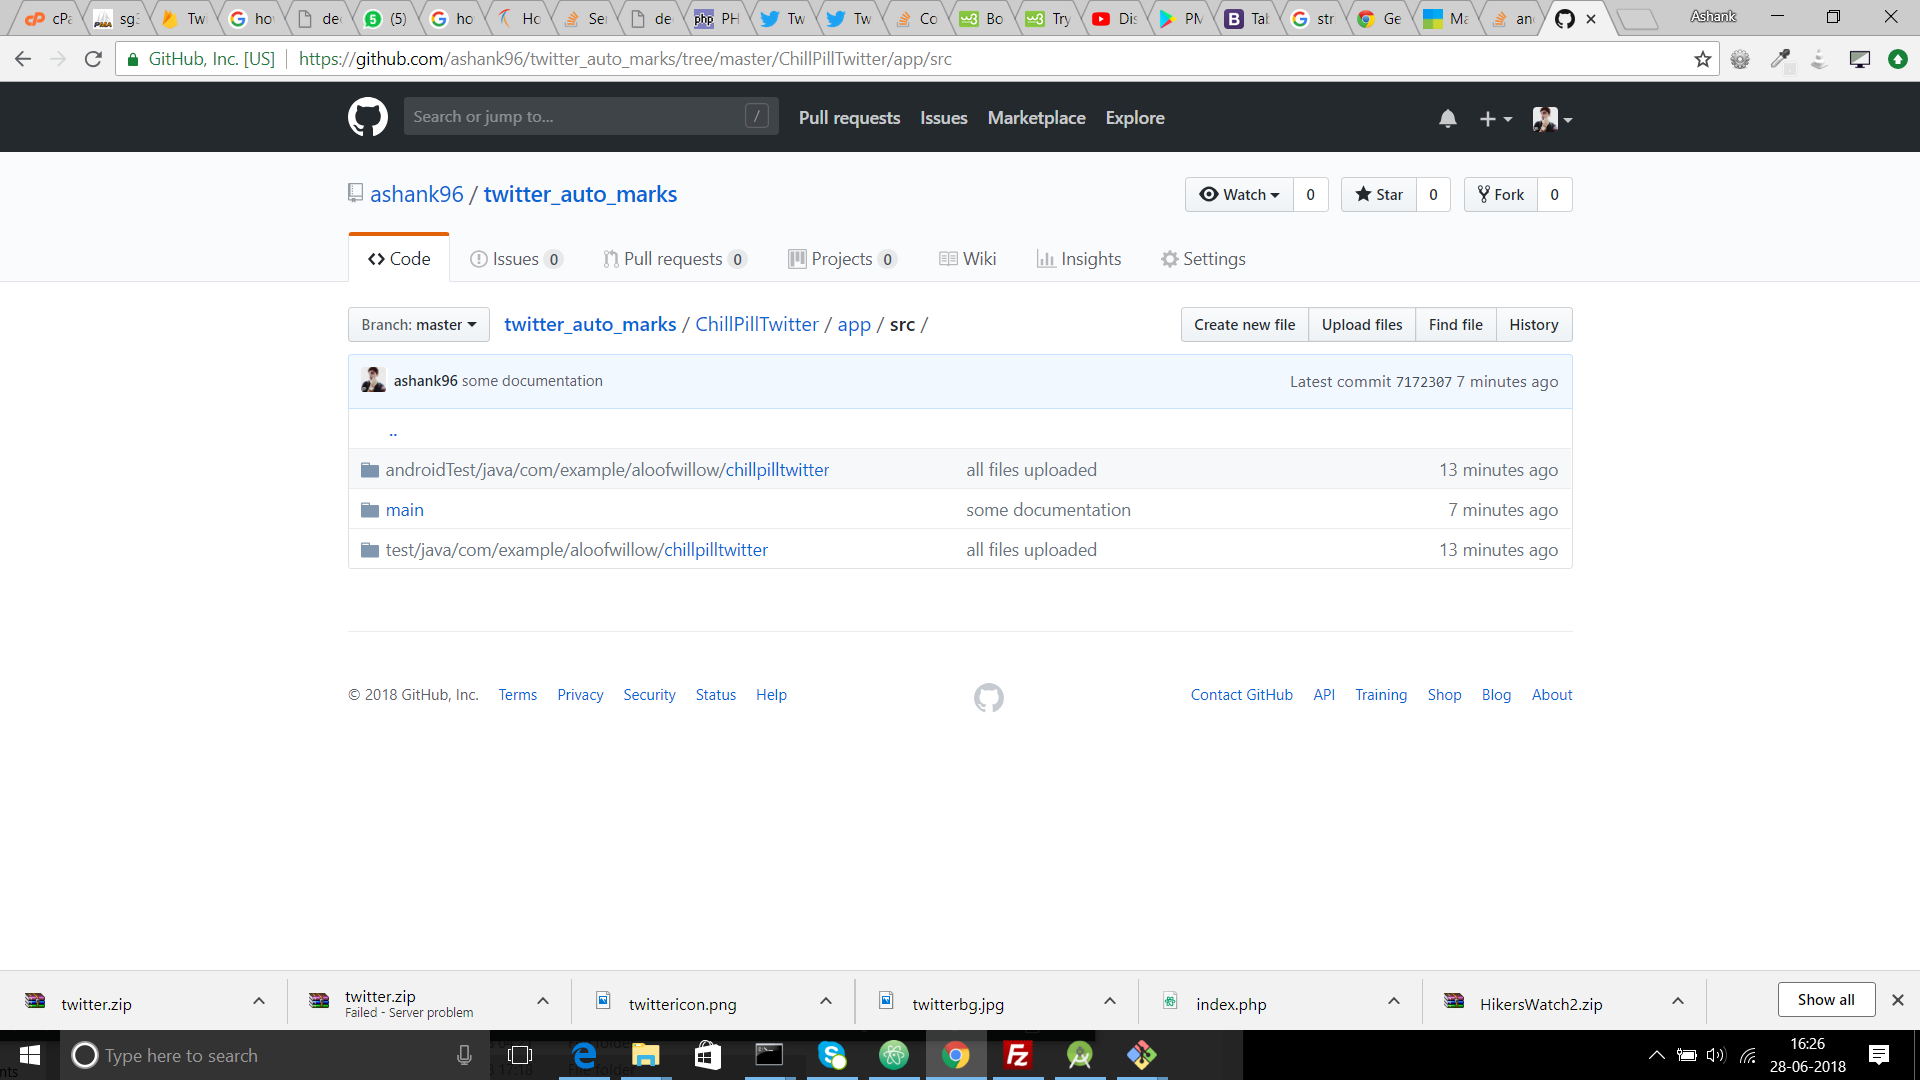 cPa sg3 Tw how dec (5) ho Ho Ser dec PH Tw Tw Co Bo Try Dis PM Tab str Ge Ma an Ashank
GitHub, Inc. [US] https://github.com/ashank96/twitter_auto_marks/tree/master/ChillPillTwitter/app/src
Search or jump to... / Pull requests Issues Marketplace Explore
ashank96 / twitter_auto_marks Watch 0 Star 0 Fork 0
Code Issues 0 Pull requests 0 Projects 0 Wiki Insights Settings
Branch: master twitter_auto_marks / ChillPillTwitter / app / src / Create new file Upload files Find file History
ashank96 some documentation Latest commit 7172307 7 minutes ago
..
androidTest/java/com/example/aloofwillow/chillpilltwitter all files uploaded 13 minutes ago
main some documentation 7 minutes ago
test/java/com/example/aloofwillow/chillpilltwitter all files uploaded 13 minutes ago
© 2018 GitHub, Inc. Terms Privacy Security Status Help Contact GitHub API Training Shop Blog About
twitter.zip twitter.zip twittericon.png twitterbg.jpg index.php HikersWatch2.zip Show all
Failed - Server problem
Type here to search 16:26
28-06-2018